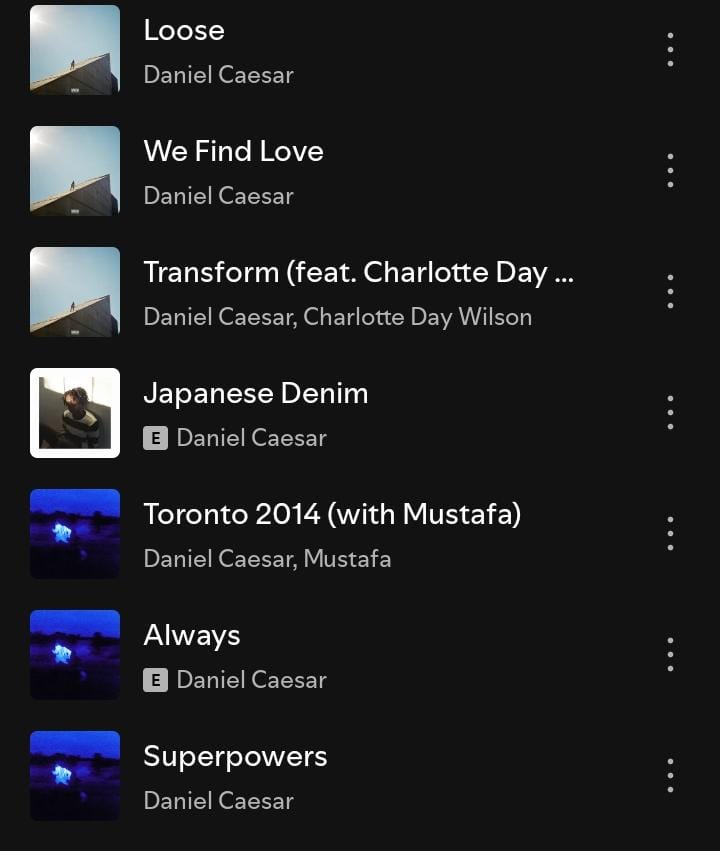 Loose
Daniel Caesar
We Find Love
Daniel Caesar
Transform (feat. Charlotte Day ...
Daniel Caesar, Charlotte Day Wilson
Japanese Denim
E Daniel Caesar
Toronto 2014 (with Mustafa)
Daniel Caesar, Mustafa
Always
E Daniel Caesar
Superpowers
Daniel Caesar